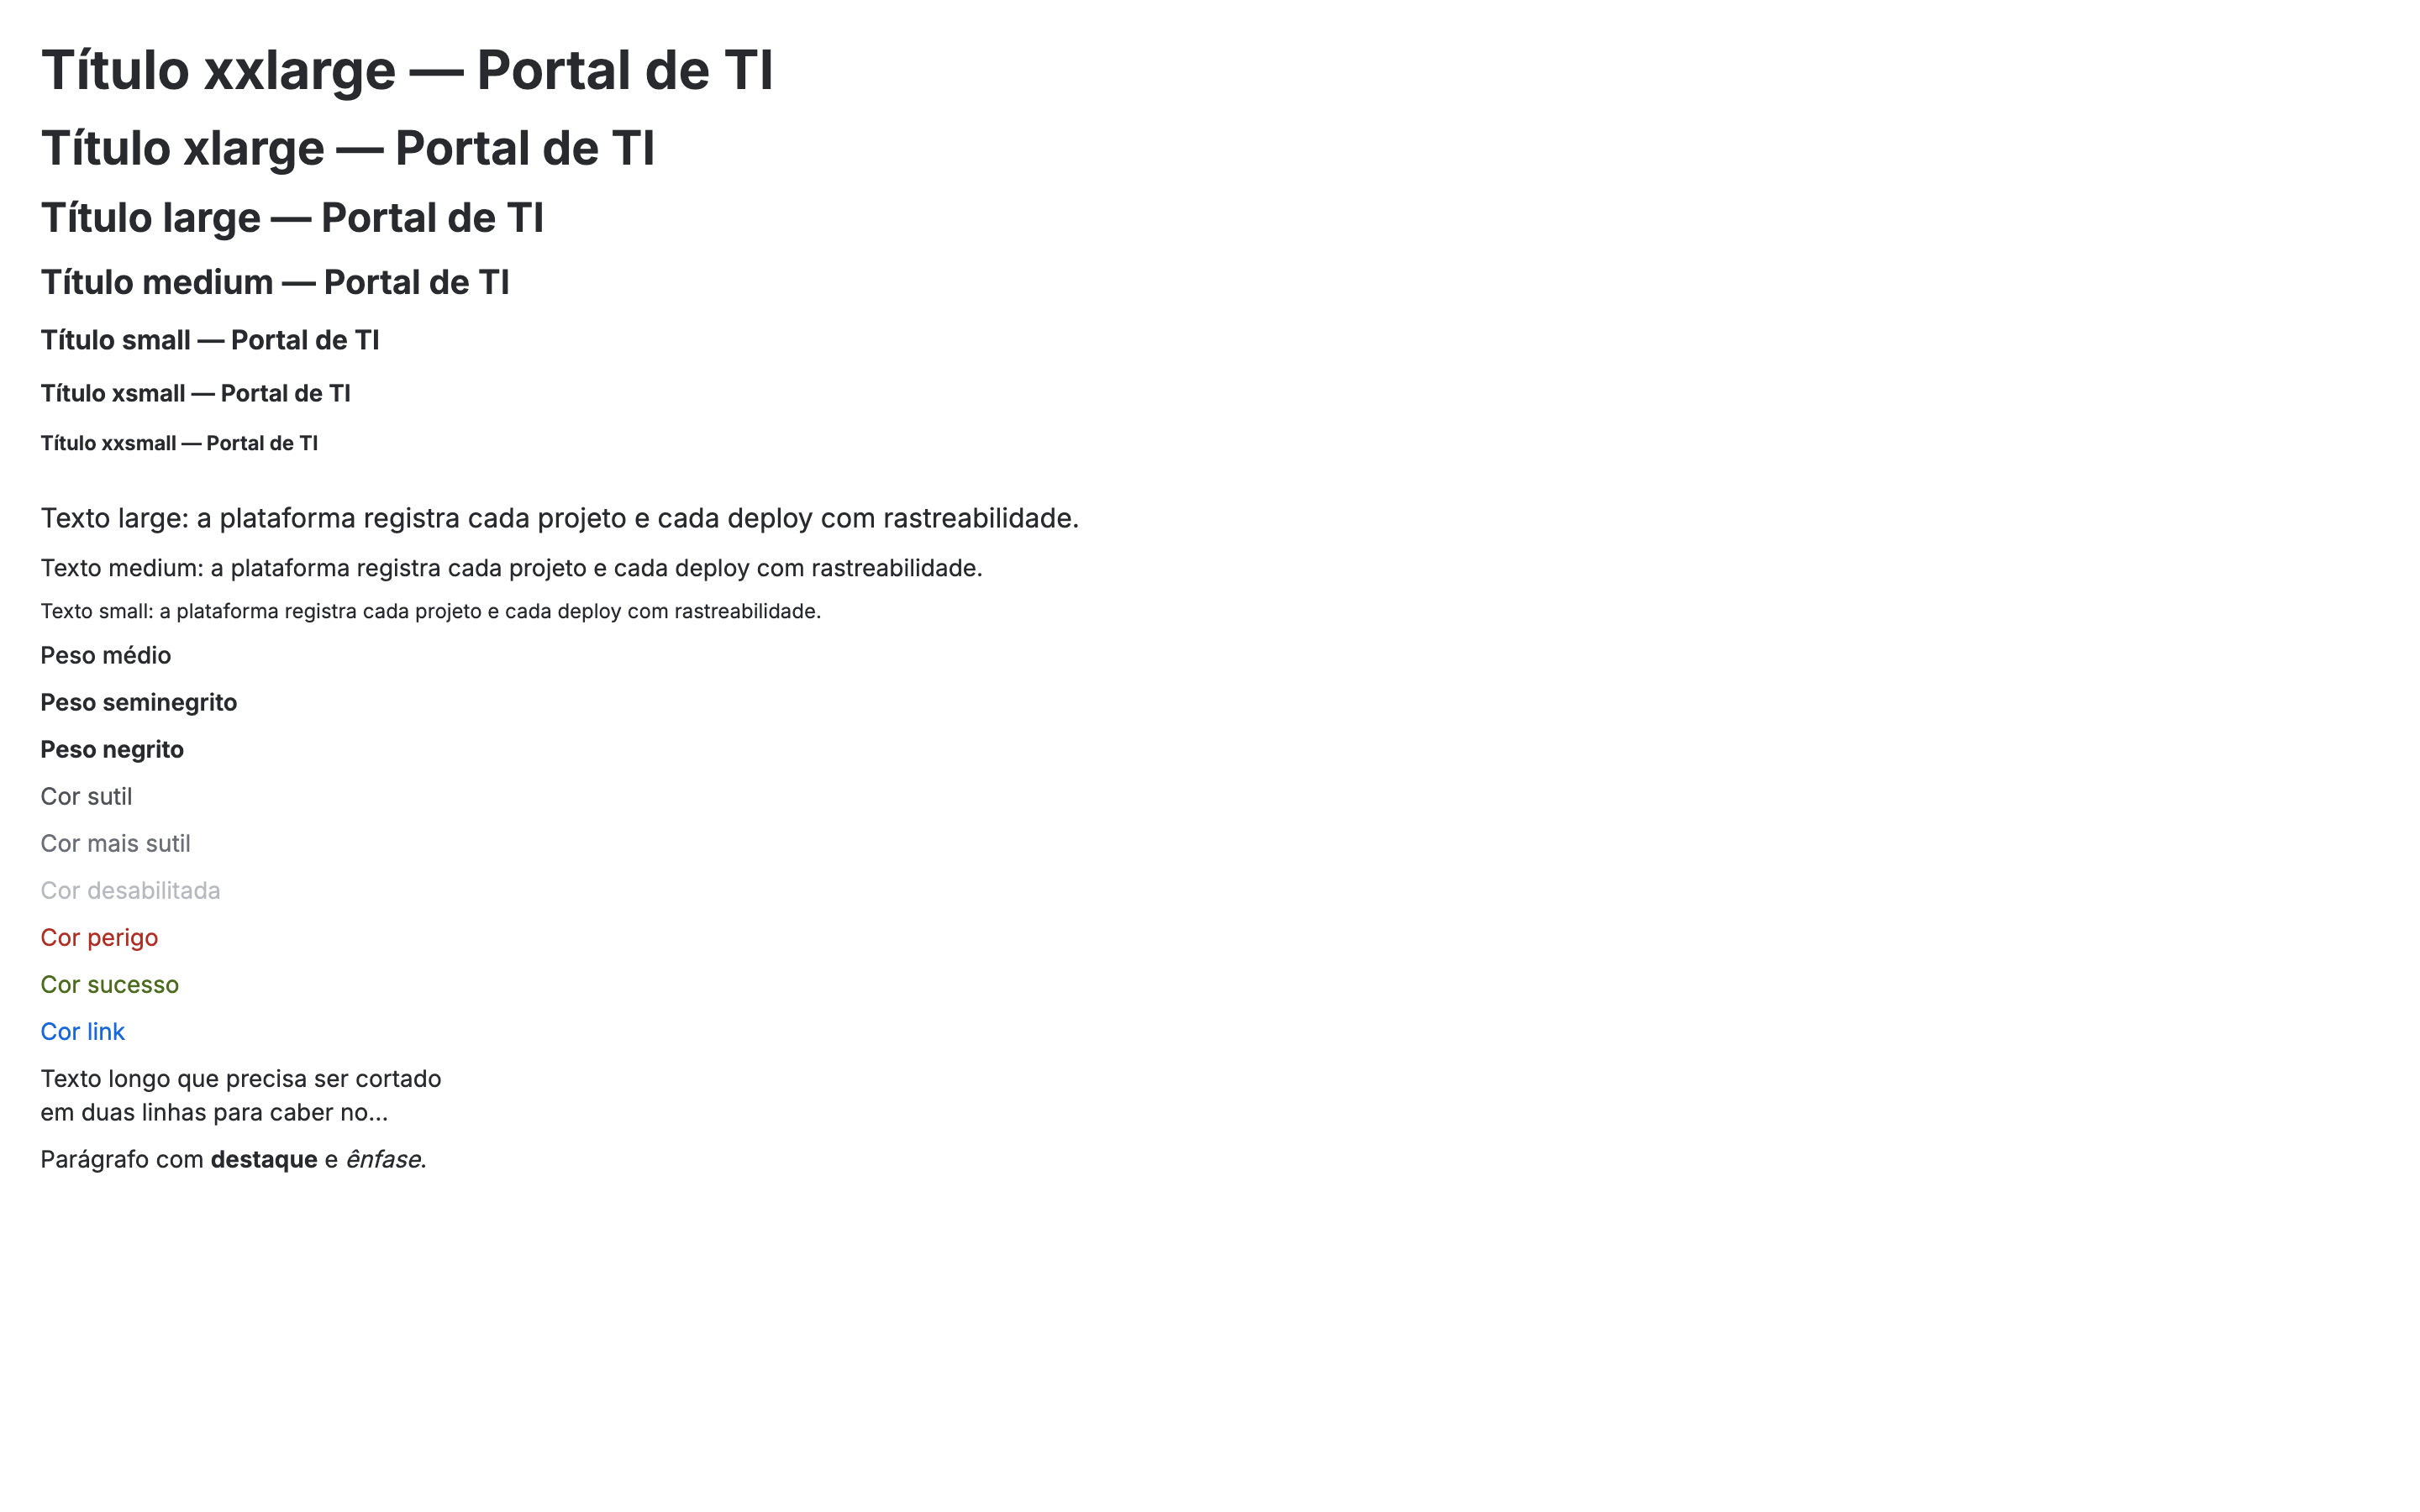 Título xxlarge — Portal de TI
Título xlarge — Portal de TI
Título large — Portal de TI
Título medium — Portal de TI
Título small — Portal de TI
Título xsmall — Portal de TI
Título xxsmall — Portal de TI
Texto large: a plataforma registra cada projeto e cada deploy com rastreabilidade.
Texto medium: a plataforma registra cada projeto e cada deploy com rastreabilidade.
Texto small: a plataforma registra cada projeto e cada deploy com rastreabilidade.
Peso médio
Peso seminegrito
Peso negrito
Cor sutil
Cor mais sutil
Cor desabilitada
Cor perigo
Cor sucesso
Cor link
Texto longo que precisa ser cortado
em duas linhas para caber no...
Parágrafo com destaque e ênfase.